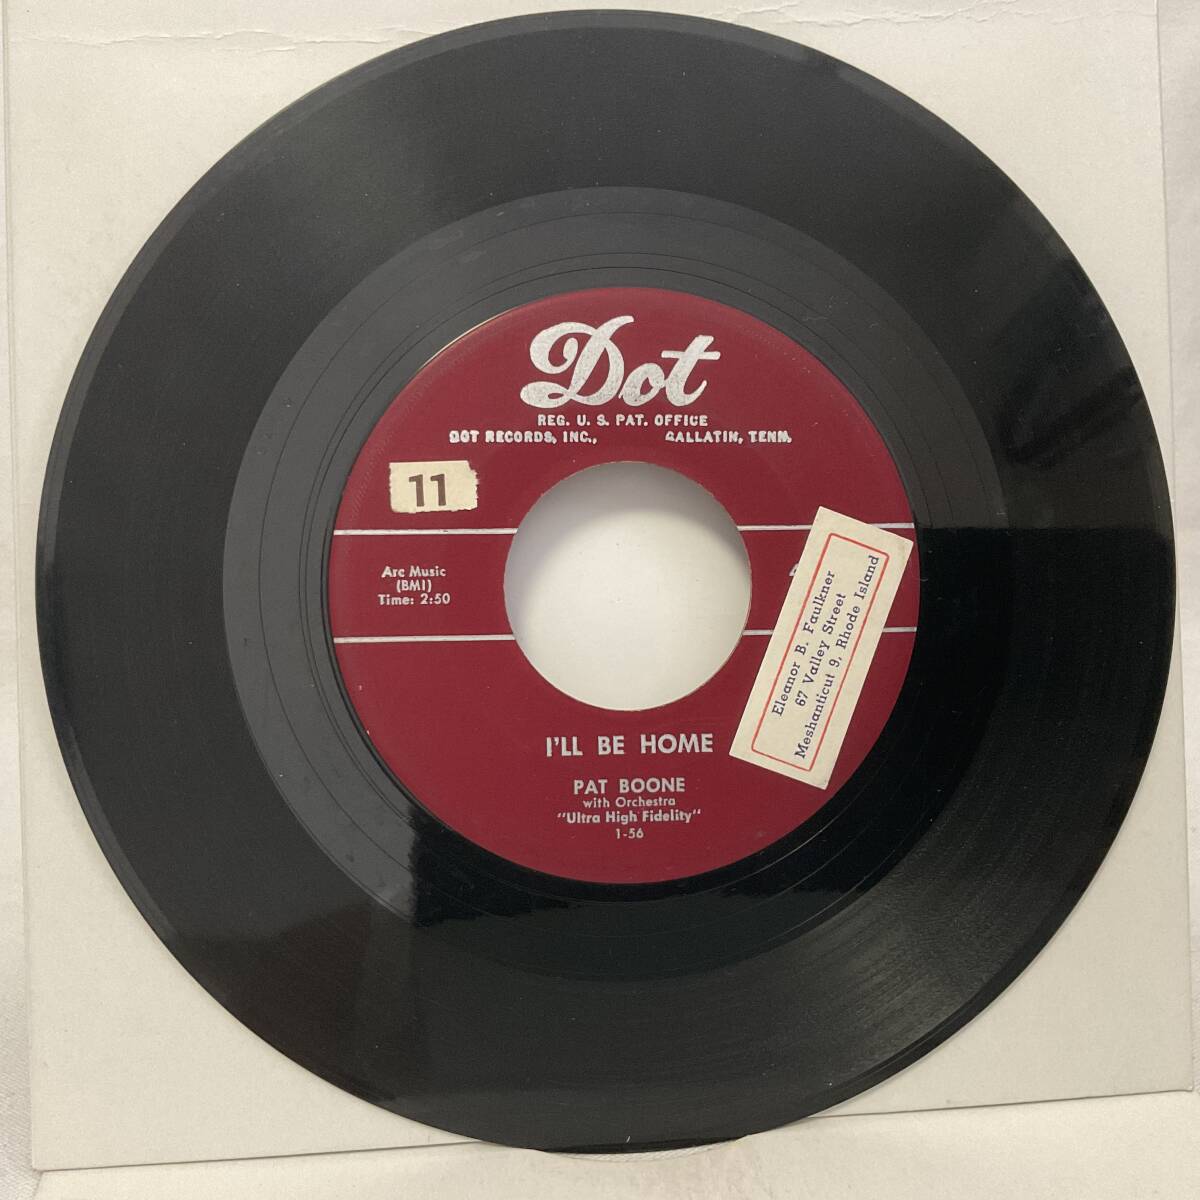 Dot
REG. U. S. PAT. OFFICE
DOT RECORDS, INC., GALLATIN, TENN.
11
Arc Music
(BMI)
Time: 2:50
Eleanor B. Faulkner
67 Valley Street
Meshanticut 9, Rhode Island
I'LL BE HOME
PAT BOONE
with Orchestra
"Ultra High Fidelity"
1-56